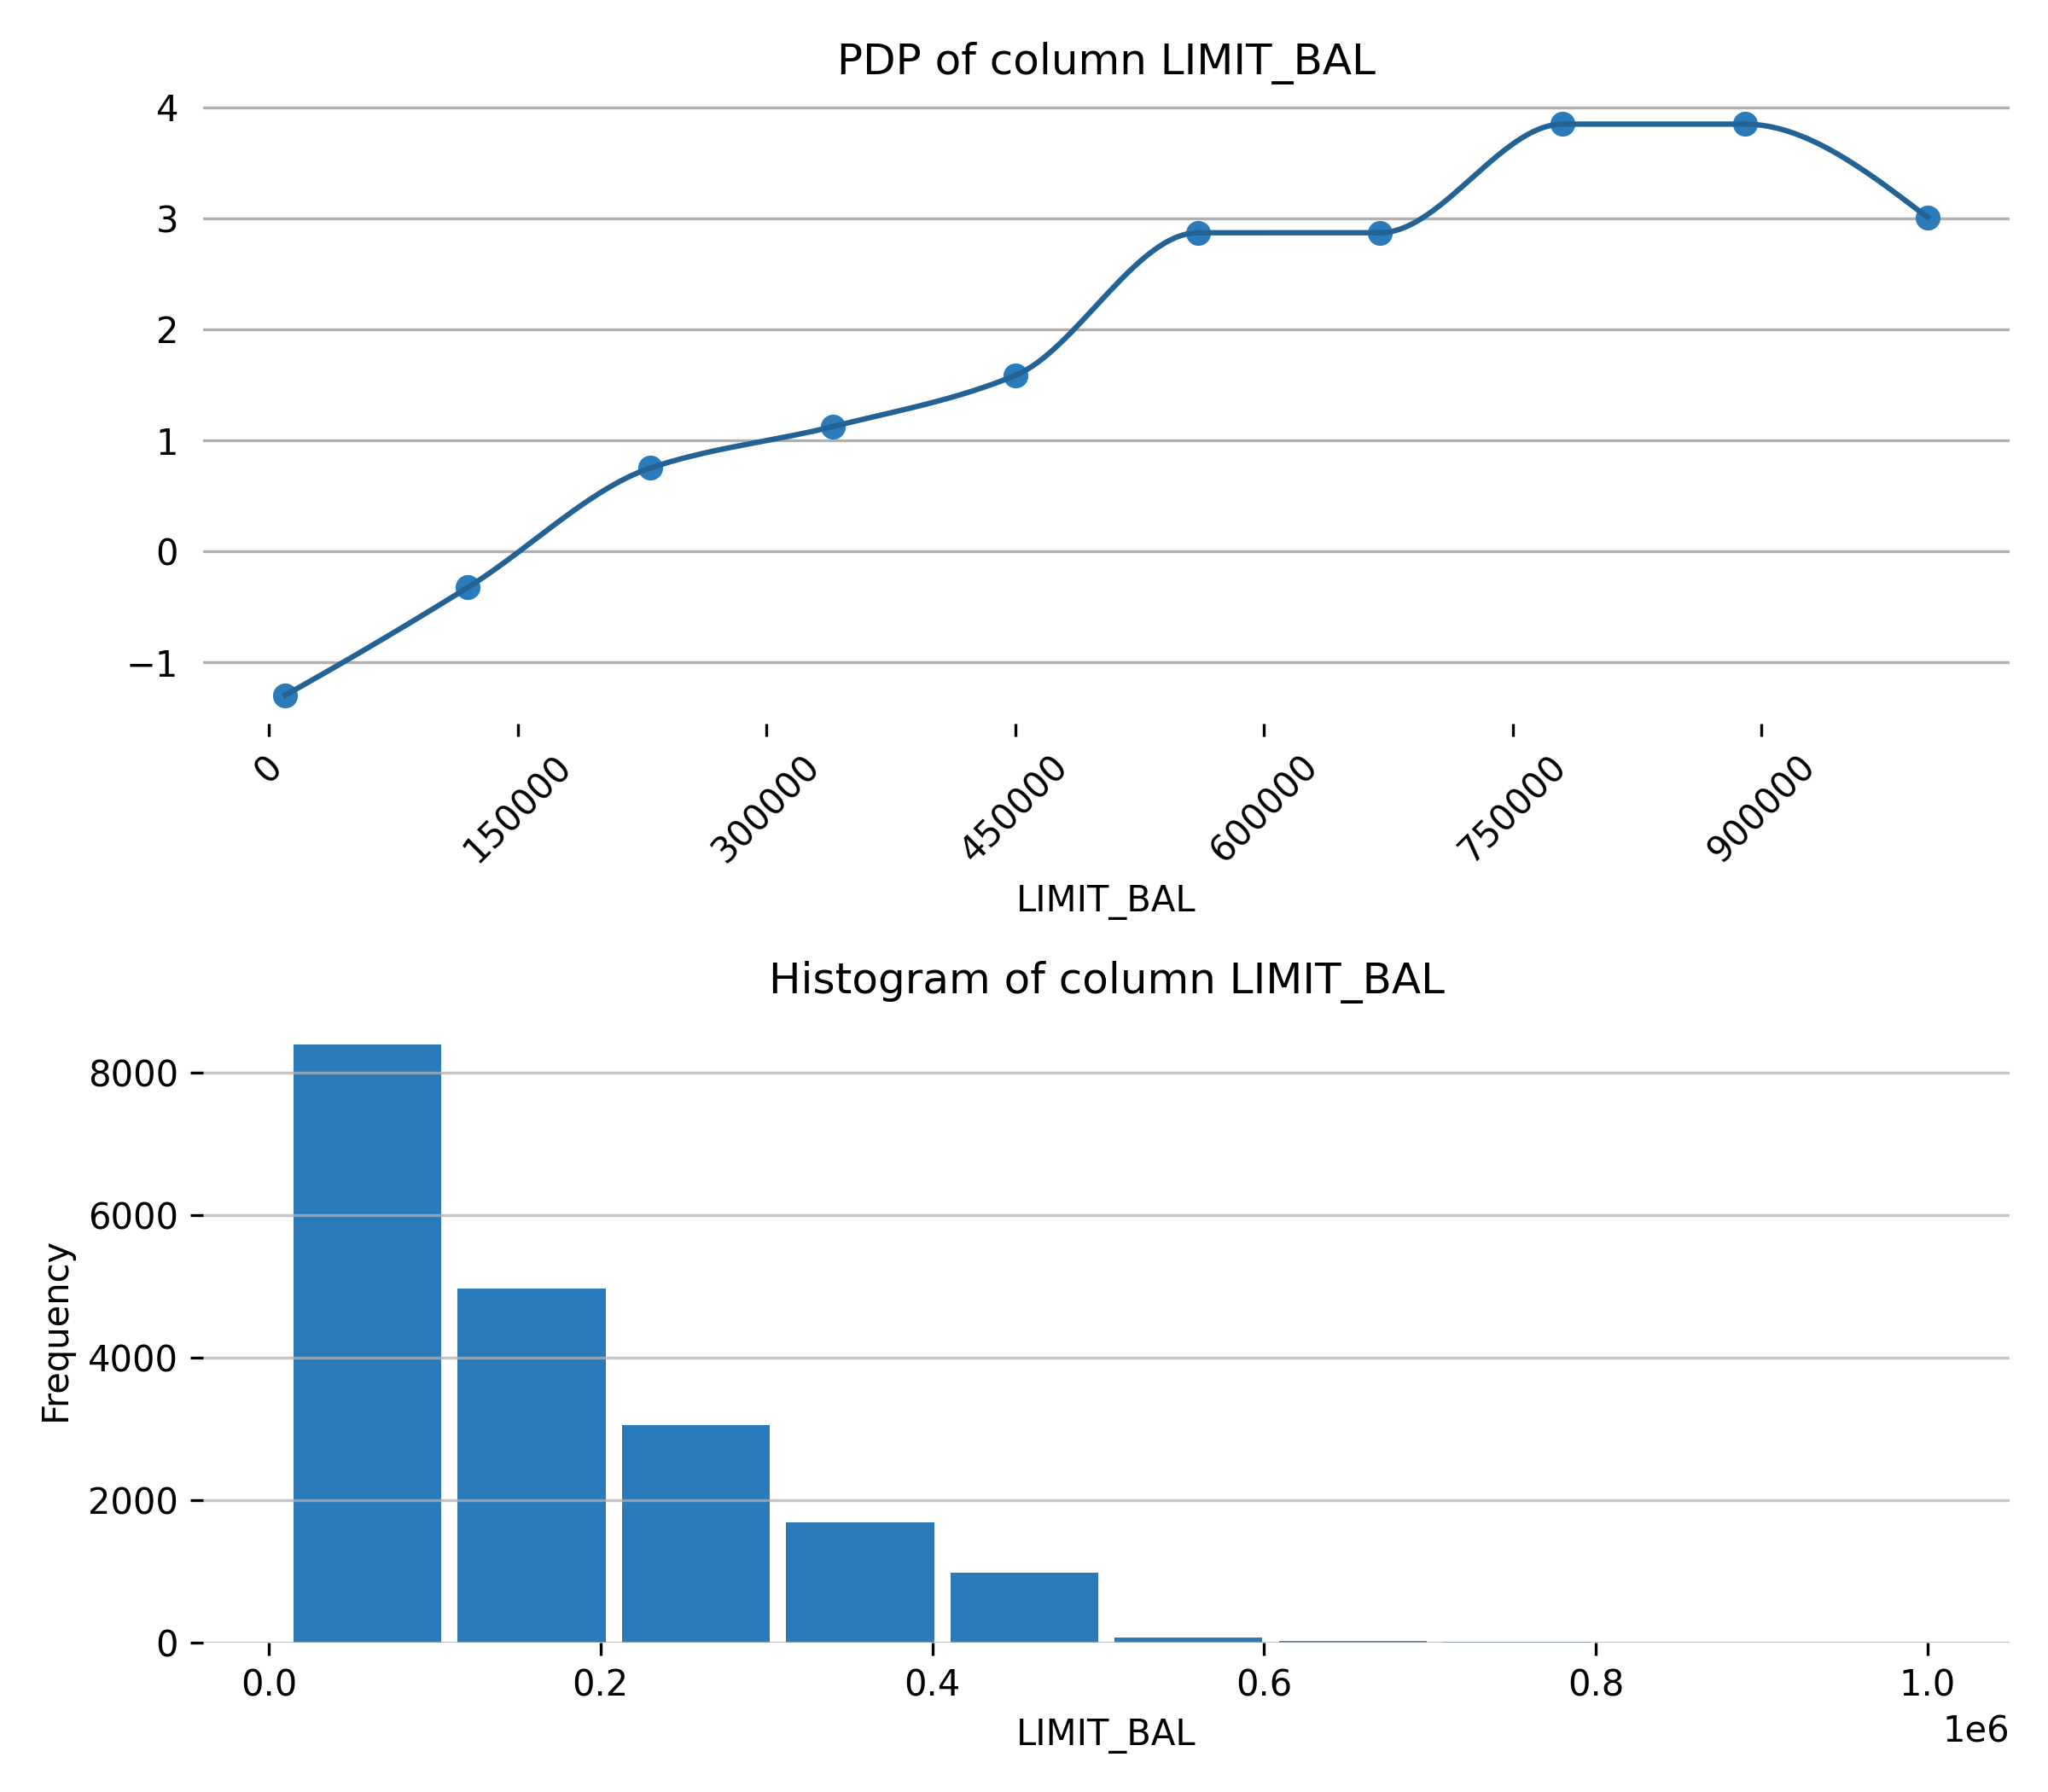 PDP of column LIMIT_BAL
4
3
2
1
0
−1
0 150000 300000 450000 600000 750000 900000
LIMIT_BAL
Histogram of column LIMIT_BAL
8000
6000
4000
2000
0
Frequency
0.0 0.2 0.4 0.6 0.8 1.0
LIMIT_BAL
1e6